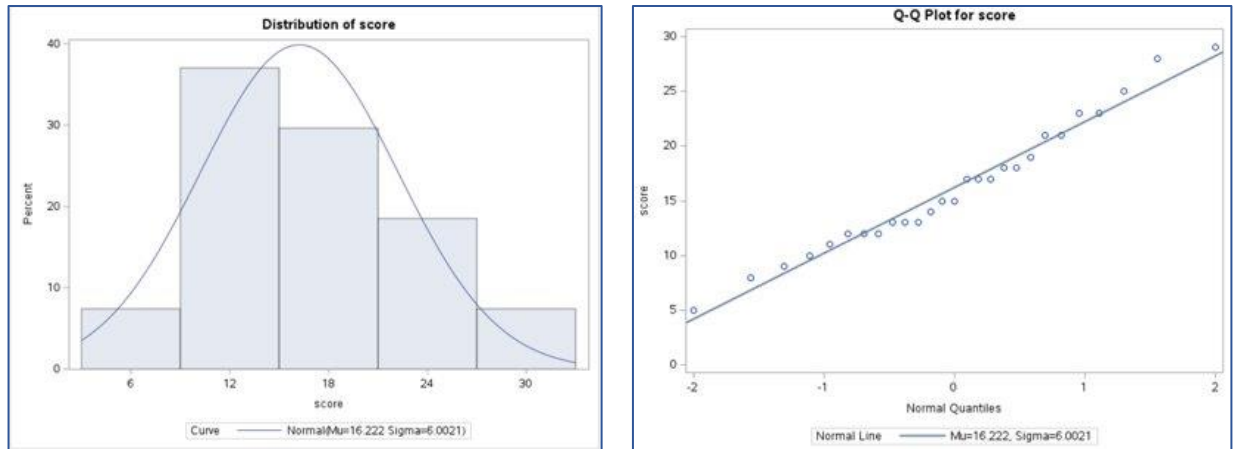 Distribution of score
40
30
20
10
0
Percent
6 12 18 24 30
score
Curve Normal(Mu=16.222 Sigma=6.0021)
Q-Q Plot for score
30
25
20
15
10
5
0
score
-2 -1 0 1 2
Normal Quantiles
Normal Line Mu=16.222, Sigma=6.0021